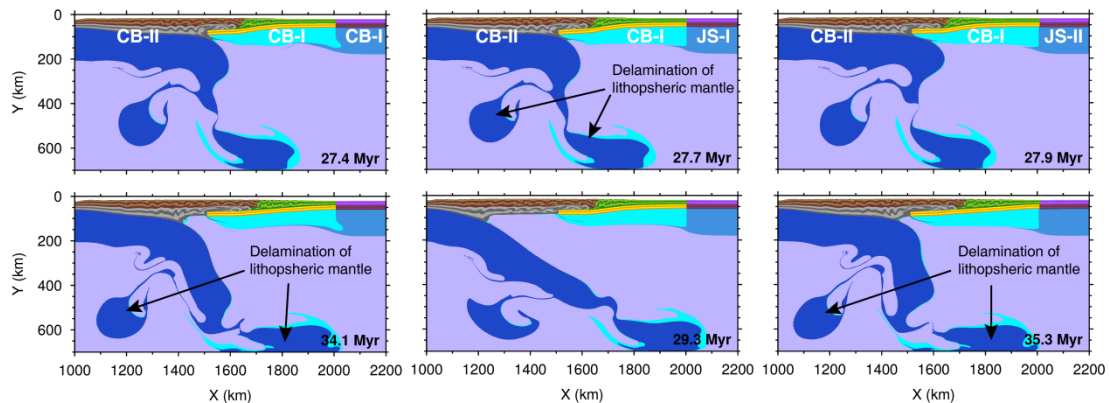 0
200
400
600
Y (km)
CB-II
CB-I
CB-I
27.4 Myr
CB-II
CB-I
JS-I
Delamination of
lithopsheric mantle
27.7 Myr
CB-II
CB-I
JS-II
27.9 Myr
0
200
400
600
Y (km)
Delamination of
lithopsheric mantle
34.1 Myr
29.3 Myr
Delamination of
lithopsheric mantle
35.3 Myr
1000 1200 1400 1600 1800 2000 2200
1000 1200 1400 1600 1800 2000 2200
1000 1200 1400 1600 1800 2000 2200
X (km)
X (km)
X (km)